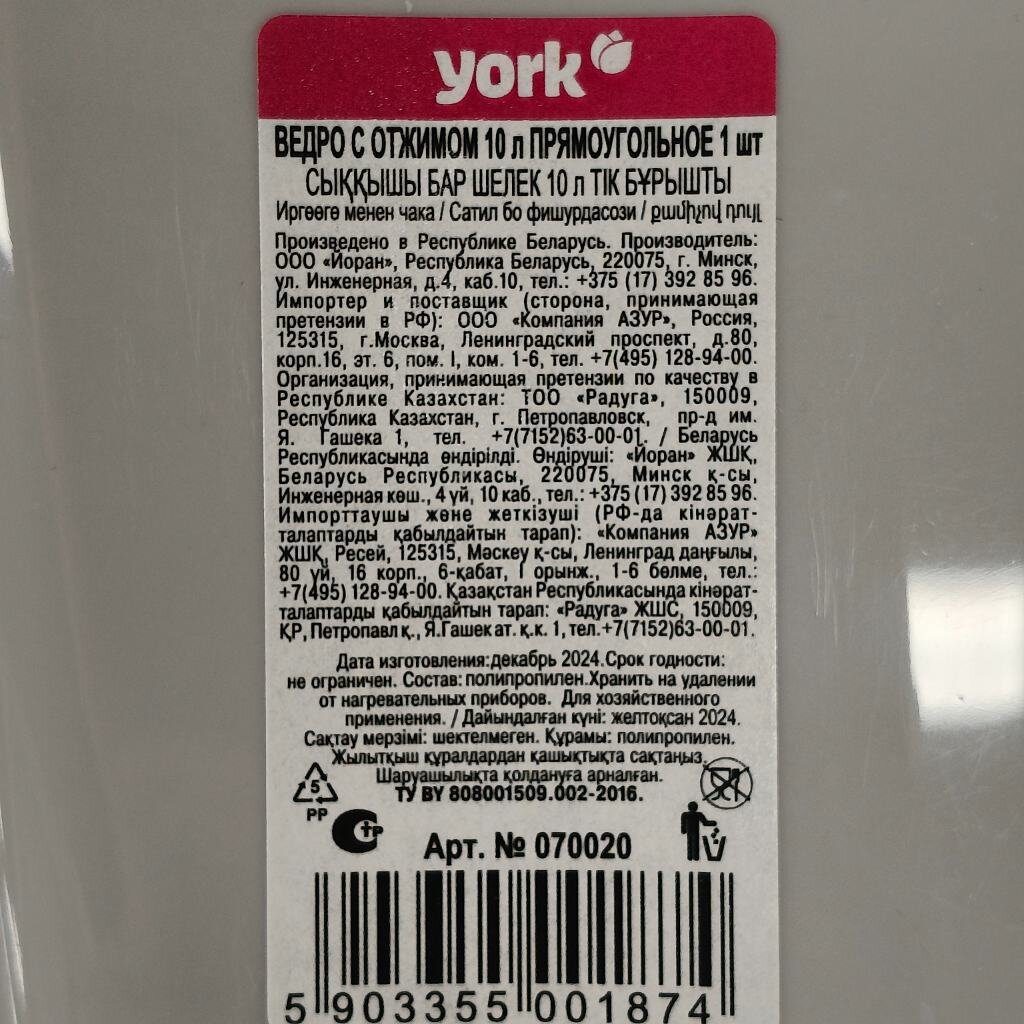 york
ВЕДРО С ОТЖИМОМ 10 л ПРЯМОУГОЛЬНОЕ 1 шт
СЫҚҚЫШЫ БАР ШЕЛЕК 10 л ТІК БҰРЫШТЫ
Иргөөгө менен чака / Сатил бо фишурдасози / քամիչով դույլ
Произведено в Республике Беларусь. Производитель:
ООО «Йоран», Республика Беларусь, 220075, г. Минск,
ул. Инженерная, д.4, каб.10, тел.: +375 (17) 392 85 96.
Импортер и поставщик (сторона, принимающая
претензии в РФ): ООО «Компания АЗУР», Россия,
125315, г.Москва, Ленинградский проспект, д.80,
корп.16, эт. 6, пом. I, ком. 1-6, тел. +7(495) 128-94-00.
Организация, принимающая претензии по качеству в
Республике Казахстан: ТОО «Радуга», 150009,
Республика Казахстан, г. Петропавловск, пр-д им.
Я. Гашека 1, тел. +7(7152)63-00-01. / Беларусь
Республикасында өндірілді. Өндіруші: «Йоран» ЖШҚ,
Беларусь Республикасы, 220075, Минск қ-сы,
Инженерная көш., 4 үй, 10 каб., тел.: +375 (17) 392 85 96.
Импорттаушы және жеткізуші (РФ-да кінәрат-
талаптарды қабылдайтын тарап): «Компания АЗУР»
ЖШҚ, Ресей, 125315, Мәскеу қ-сы, Ленинград даңғылы,
80 үй, 16 корп., 6-қабат, I орынж., 1-6 бөлме, тел.:
+7(495) 128-94-00. Қазақстан Республикасында кінәрат-
талаптарды қабылдайтын тарап: «Радуга» ЖШС, 150009,
ҚР, Петропавл қ., Я.Гашек ат. қ.к. 1, тел.+7(7152)63-00-01.
Дата изготовления:декабрь 2024.Срок годности:
не ограничен. Состав: полипропилен.Хранить на удалении
от нагревательных приборов. Для хозяйственного
применения. / Дайындалған күні: желтоқсан 2024.
Сақтау мерзімі: шектелмеген. Құрамы: полипропилен.
Жылытқыш құралдардан қашықтықта сақтаңыз.
Шаруашылықта қолдануға арналған.
ТУ BY 808001509.002-2016.
5
PP
СТР
Арт. № 070020
5 903355 001874